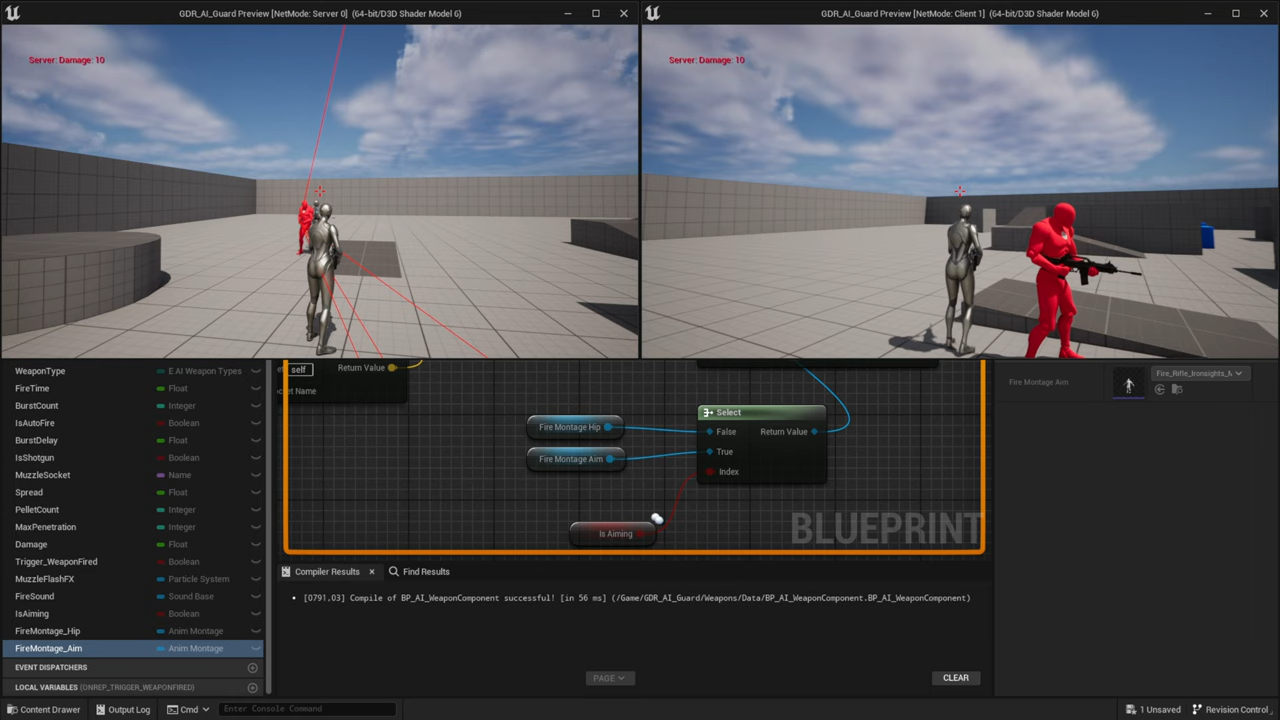 GDR_AI_Guard Preview [NetMode: Server 0] (64-bit/D3D Shader Model 6)
GDR_AI_Guard Preview [NetMode: Client 1] (64-bit/D3D Shader Model 6)
Server: Damage: 10
Server: Damage: 10
WeaponType E AI Weapon Types
FireTime Float
BurstCount Integer
IsAutoFire Boolean
BurstDelay Float
IsShotgun Boolean
MuzzleSocket Name
Spread Float
PelletCount Integer
MaxPenetration Integer
Damage Float
Trigger_WeaponFired Boolean
MuzzleFlashFX Particle System
FireSound Sound Base
IsAiming Boolean
FireMontage_Hip Anim Montage
FireMontage_Aim Anim Montage
EVENT DISPATCHERS
LOCAL VARIABLES (ONREP_TRIGGER_WEAPONFIRED)
self
Return Value
Name
Fire Montage Hip
Fire Montage Aim
Is Aiming
Select
False Return Value
True
Index
BLUEPRINT
Compiler Results Find Results
[0791.03] Compile of BP_AI_WeaponComponent successful! [in 56 ms] (/Game/GDR_AI_Guard/Weapons/Data/BP_AI_WeaponComponent.BP_AI_WeaponComponent)
PAGE
CLEAR
Fire Montage Aim
Fire_Rifle_Ironsights_
Content Drawer Output Log Cmd Enter Console Command
1 Unsaved Revision Control